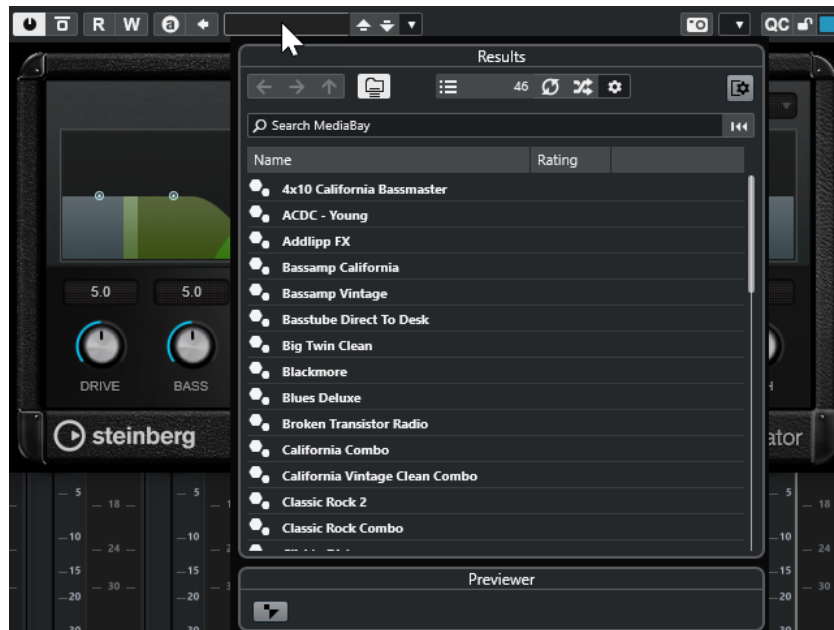 R W a QC
Results
46
Search MediaBay
Name Rating
4x10 California Bassmaster
ACDC - Young
Addlipp FX
Bassamp California
Bassamp Vintage
Basstube Direct To Desk
Big Twin Clean
Blackmore
Blues Deluxe
Broken Transistor Radio
California Combo
California Vintage Clean Combo
Classic Rock 2
Classic Rock Combo
5.0 5.0
DRIVE BASS
steinberg
ator
5 18 5 5 18
10 24 10 10 24
15 30 15 15 30
20 20 20
30 30 30
Previewer